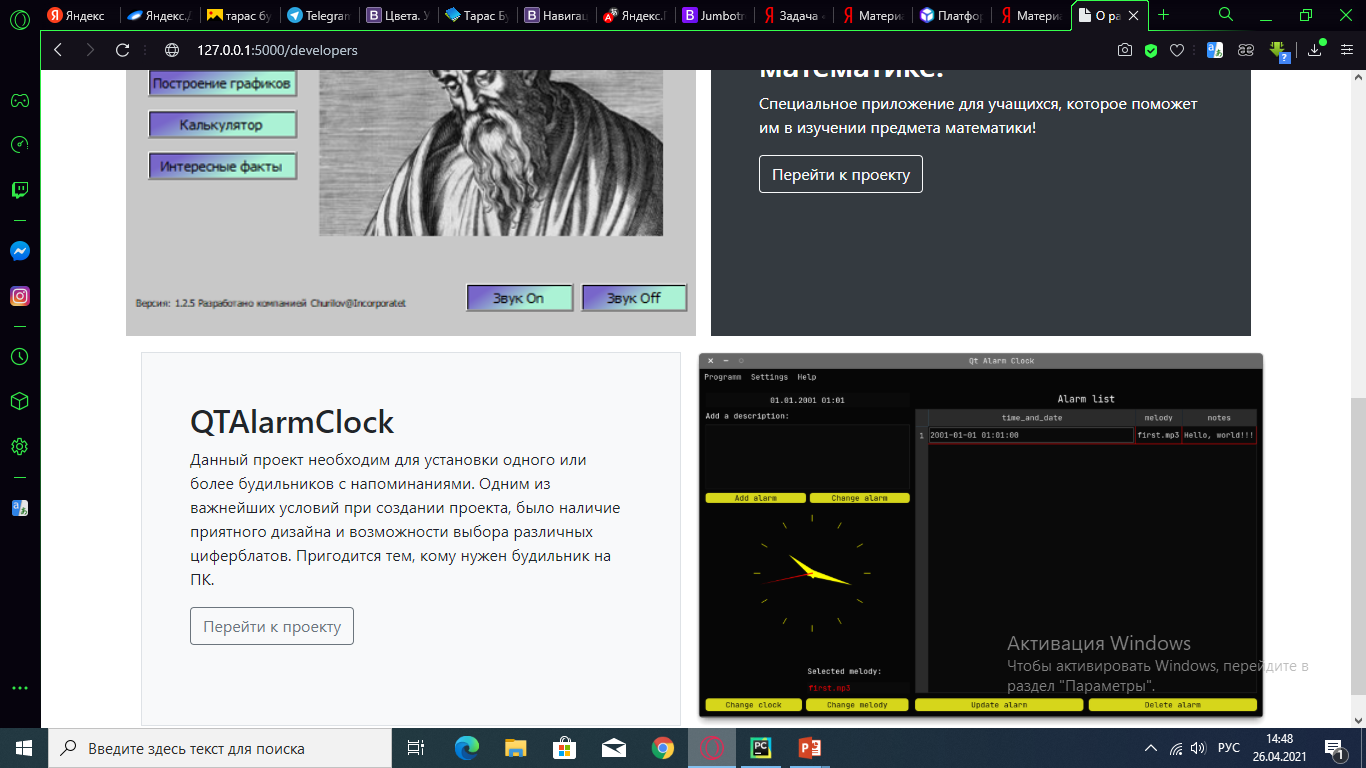 Яндекс
Яндекс.Д
тарас бу
Telegram
Цвета. У
Тарас Бу
Навигац
Яндекс.П
Jumbotr
Задача «
Матери
Платфор
Матери
О ра
127.0.0.1:5000/developers
Построение графиков
Калькулятор
Интересные факты
Версия: 1.2.5 Разработано компанией Churilov@Incorporatet
Звук On
Звук Off
математике!
Специальное приложение для учащихся, которое поможет
им в изучении предмета математики!
Перейти к проекту
QTAlarmClock
Данный проект необходим для установки одного или
более будильников с напоминаниями. Одним из
важнейших условий при создании проекта, было наличие
приятного дизайна и возможности выбора различных
циферблатов. Пригодится тем, кому нужен будильник на
ПК.
Перейти к проекту
Qt Alarm Clock
Programm Settings Help
01.01.2001 01:01
Add a description:
Add alarm
Change alarm
Selected melody:
first.mp3
Change clock
Change melody
Alarm list
time_and_date melody notes
1 2001-01-01 01:01:00 first.mp3 Hello, world!!!
Update alarm
Delete alarm
Активация Windows
Чтобы активировать Windows, перейдите в
раздел "Параметры".
Введите здесь текст для поиска
РУС
14:48
26.04.2021
1